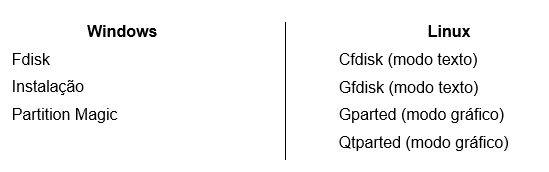 Windows
Fdisk
Instalação
Partition Magic
Linux
Cfdisk (modo texto)
Gfdisk (modo texto)
Gparted (modo gráfico)
Qtparted (modo gráfico)